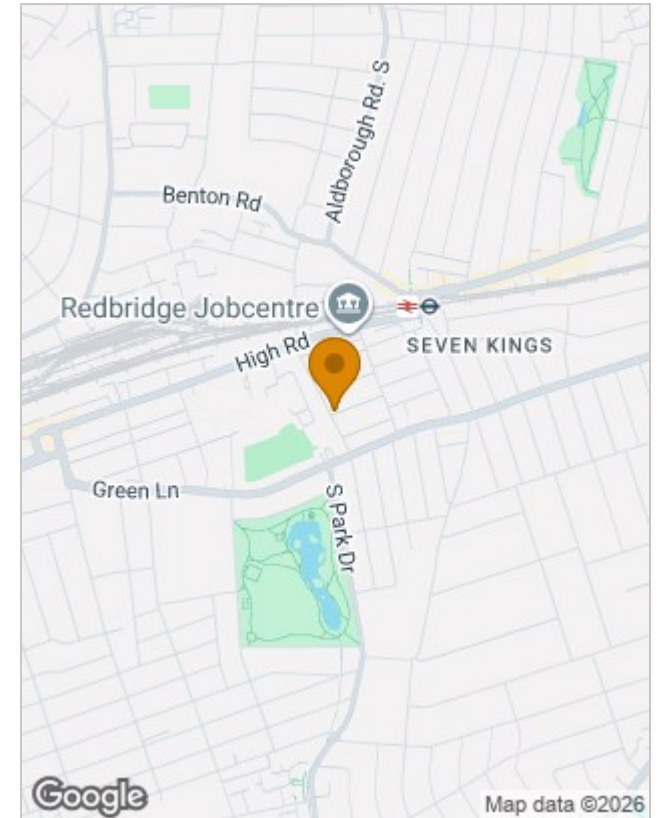 Aldborough Rd. S
Benton Rd
Redbridge Jobcentre
High Rd
SEVEN KINGS
Green Ln
S Park Dr
Google
Map data ©2026